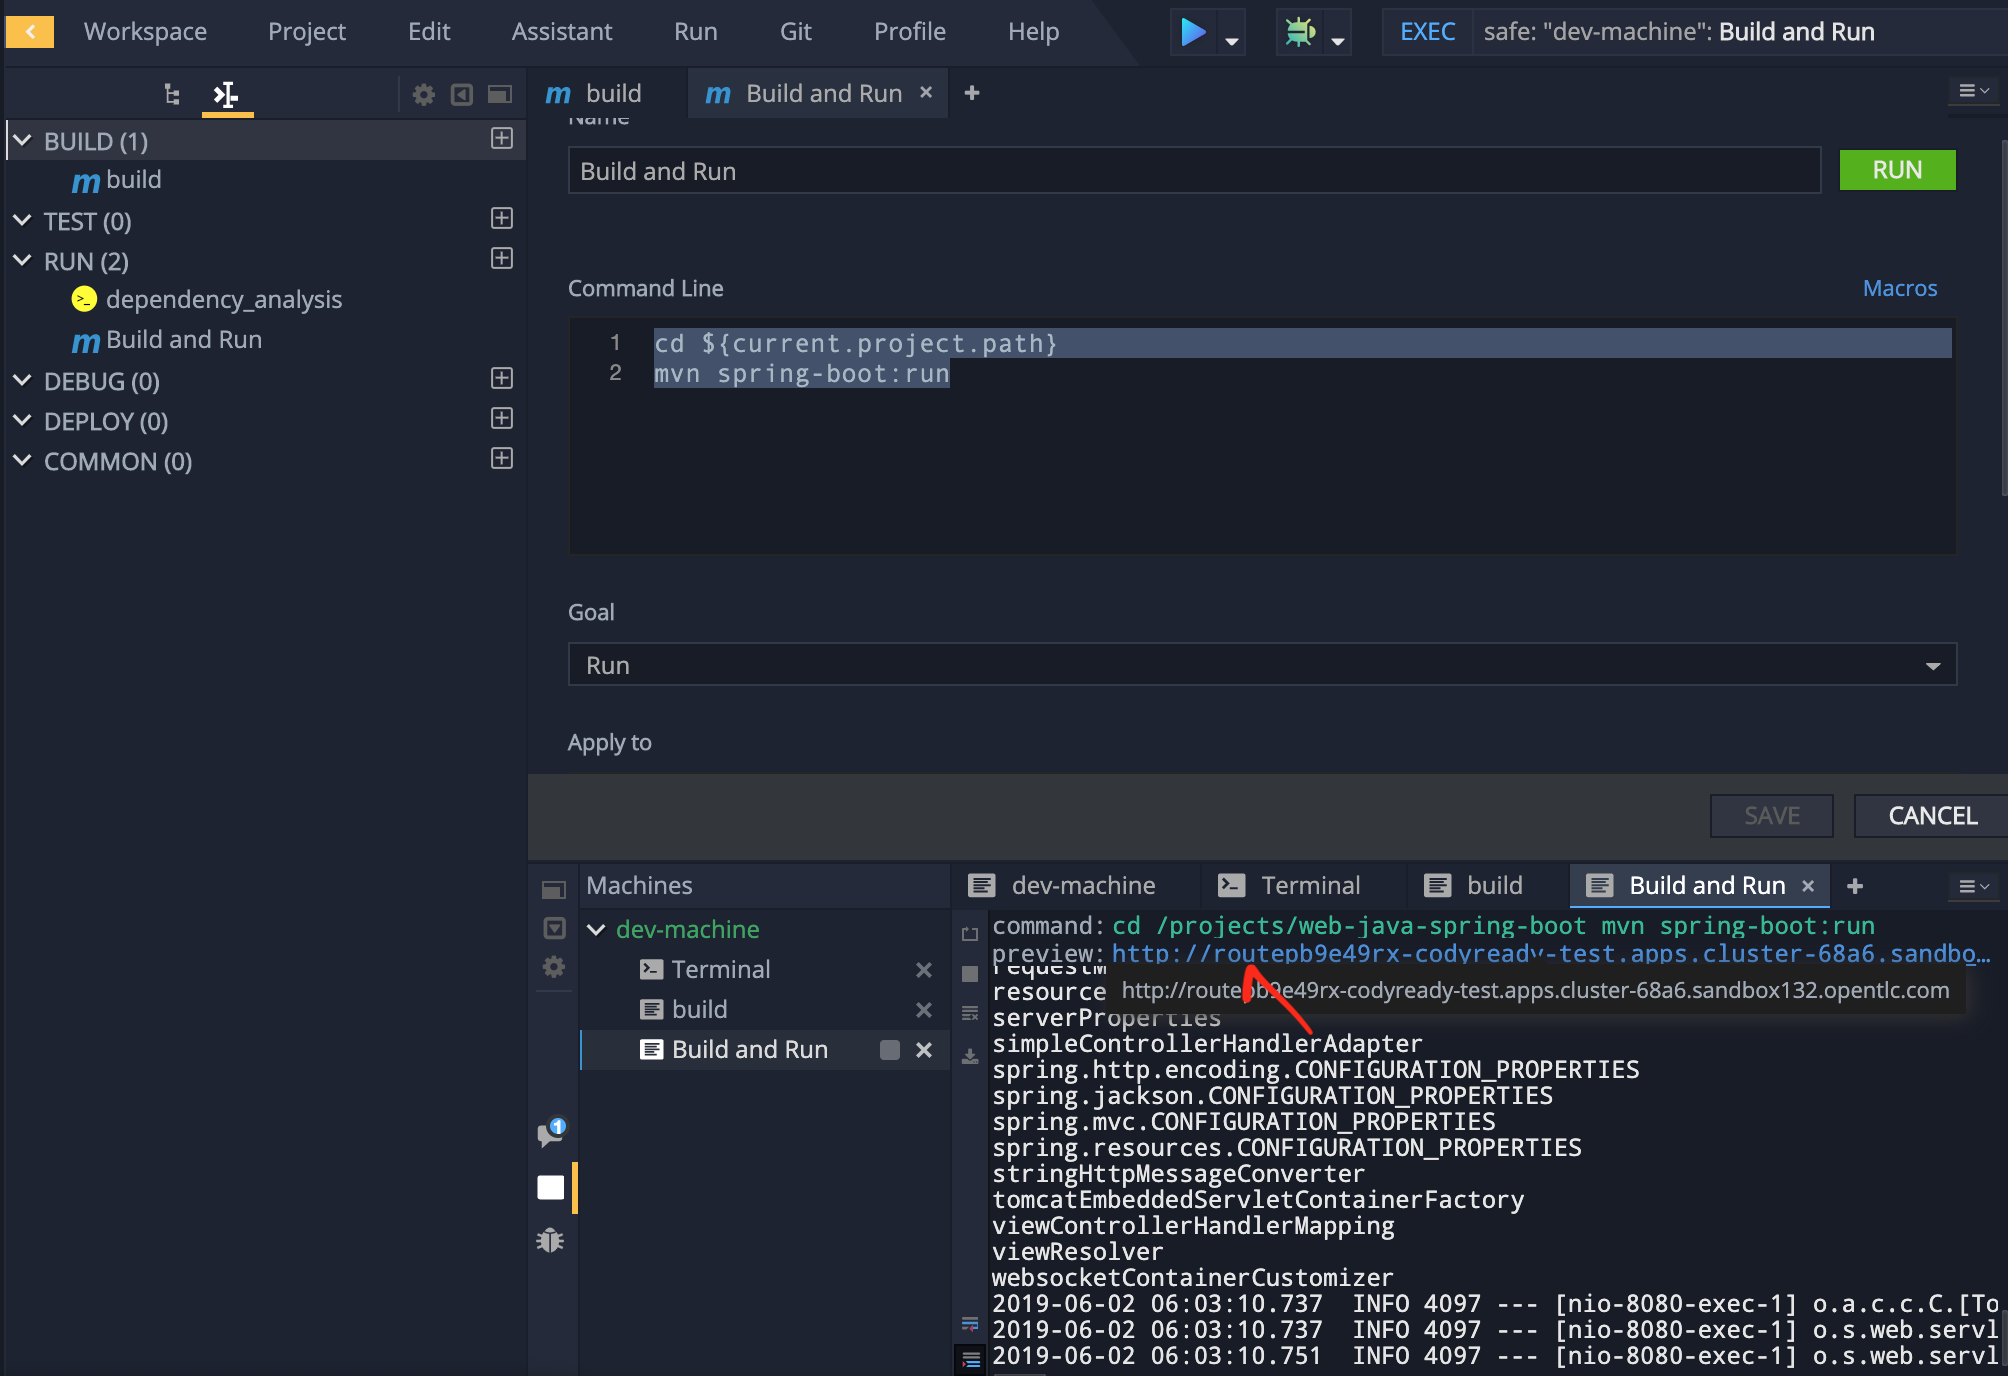 Workspace Project Edit Assistant Run Git Profile Help EXEC safe: "dev-machine": Build and Run
m build m Build and Run × +
BUILD (1)
m build
TEST (0)
RUN (2)
>_ dependency_analysis
m Build and Run
DEBUG (0)
DEPLOY (0)
COMMON (0)
Name
Build and Run RUN
Command Line Macros
1 cd ${current.project.path}
2 mvn spring-boot:run
Goal
Run
Apply to
SAVE CANCEL
Machines
dev-machine
Terminal
build
Build and Run
1
dev-machine Terminal build Build and Run × +
command: cd /projects/web-java-spring-boot mvn spring-boot:run
preview: http://routepb9e49rx-codyready-test.apps.cluster-68a6.sandbo…
requestM
resource http://routepb9e49rx-codyready-test.apps.cluster-68a6.sandbox132.opentlc.com
serverProperties
simpleControllerHandlerAdapter
spring.http.encoding.CONFIGURATION_PROPERTIES
spring.jackson.CONFIGURATION_PROPERTIES
spring.mvc.CONFIGURATION_PROPERTIES
spring.resources.CONFIGURATION_PROPERTIES
stringHttpMessageConverter
tomcatEmbeddedServletContainerFactory
viewControllerHandlerMapping
viewResolver
websocketContainerCustomizer
2019-06-02 06:03:10.737 INFO 4097 --- [nio-8080-exec-1] o.a.c.c.C.[To
2019-06-02 06:03:10.737 INFO 4097 --- [nio-8080-exec-1] o.s.web.servl
2019-06-02 06:03:10.751 INFO 4097 --- [nio-8080-exec-1] o.s.web.servl